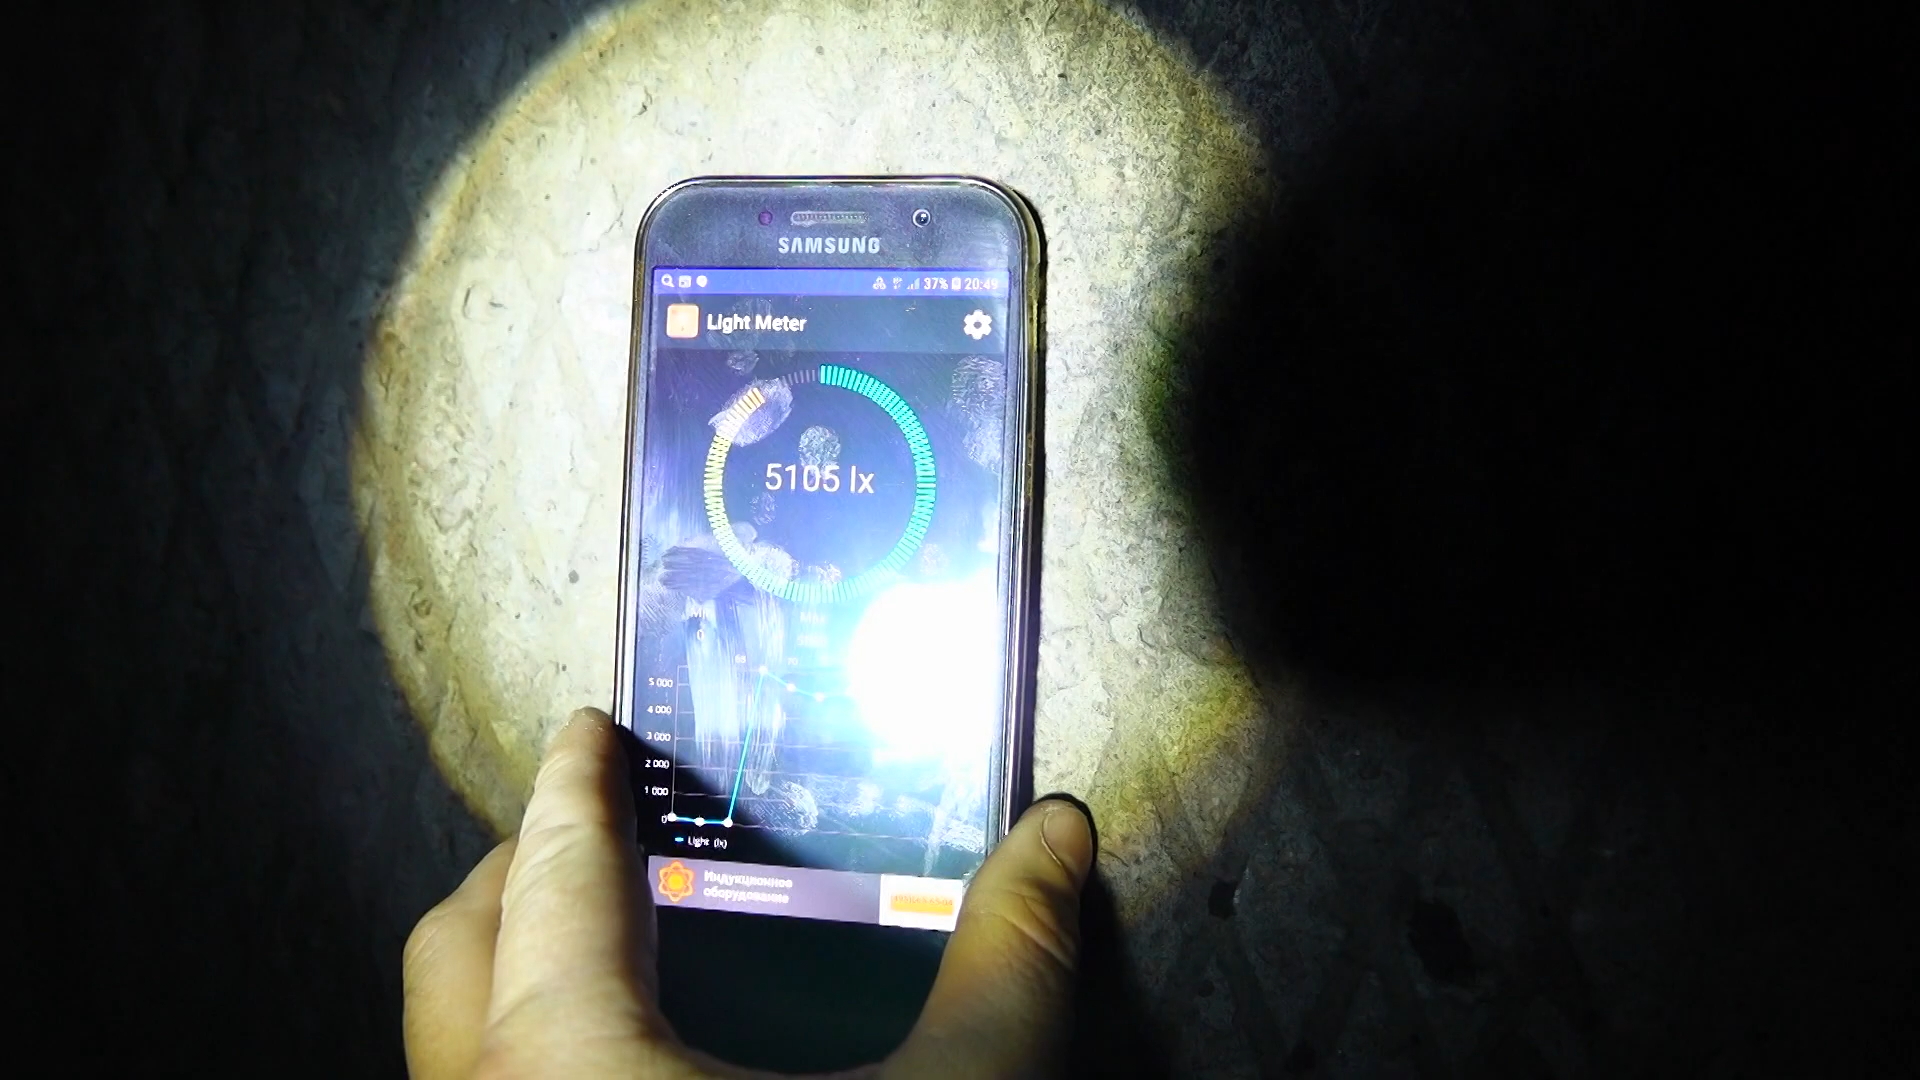 SAMSUNG
37% 20:49
Light Meter
5105 lx
0
5 000
4 000
3 000
2 000
1 000
0
Light (lx)
Индукционное
оборудование